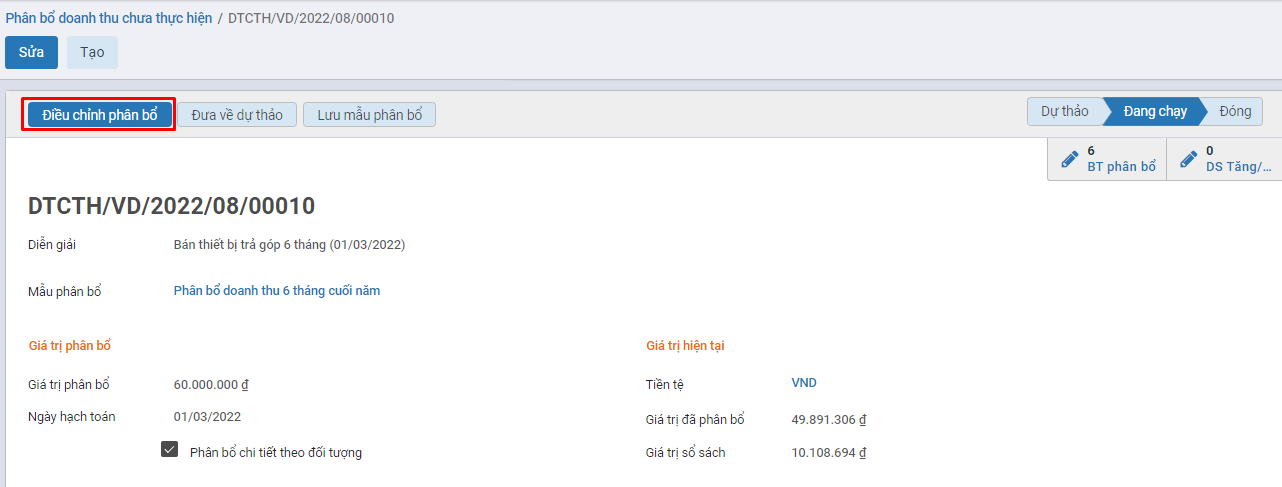 Phân bổ doanh thu chưa thực hiện / DTCTH/VD/2022/08/00010
Sửa Tạo
Điều chỉnh phân bổ Đưa về dự thảo Lưu mẫu phân bổ Dự thảo Đang chạy Đóng
6 BT phân bổ
0 DS Tăng/...
DTCTH/VD/2022/08/00010
Diễn giải Bán thiết bị trả góp 6 tháng (01/03/2022)
Mẫu phân bổ Phân bổ doanh thu 6 tháng cuối năm
Giá trị phân bổ Giá trị hiện tại
Giá trị phân bổ 60.000.000 ₫ Tiền tệ VND
Ngày hạch toán 01/03/2022 Giá trị đã phân bổ 49.891.306 ₫
Phân bổ chi tiết theo đối tượng Giá trị sổ sách 10.108.694 ₫